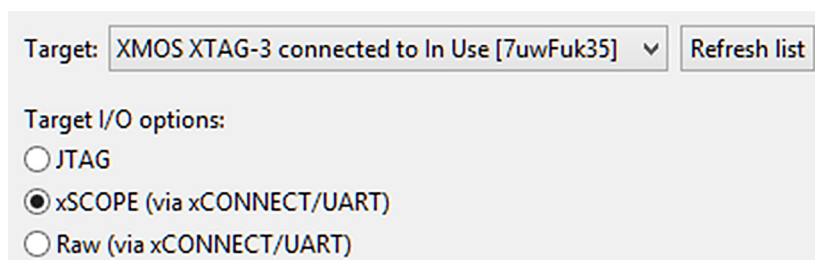 Target: XMOS XTAG-3 connected to In Use [7uwFuk35] Refresh list
Target I/O options:
JTAG
xSCOPE (via xCONNECT/UART)
Raw (via xCONNECT/UART)